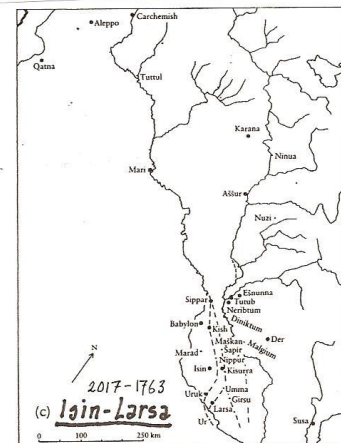 Carchemish
Aleppo
Qatna
Tuttul
Karana
Ninua
Mari
Aššur
Nuzi
Ešnunna
Sippar
Tutub
Neribtum
Diniktum
Babylon
Kish
Der
Maškan-
Šapir
Malgium
Marad
Nippur
Isin
Kisurra
N
2017-1763
Uruk
Umma
Girsu
Larsa
(c) Isin-Larsa
Ur
Susa
0 100 250 km